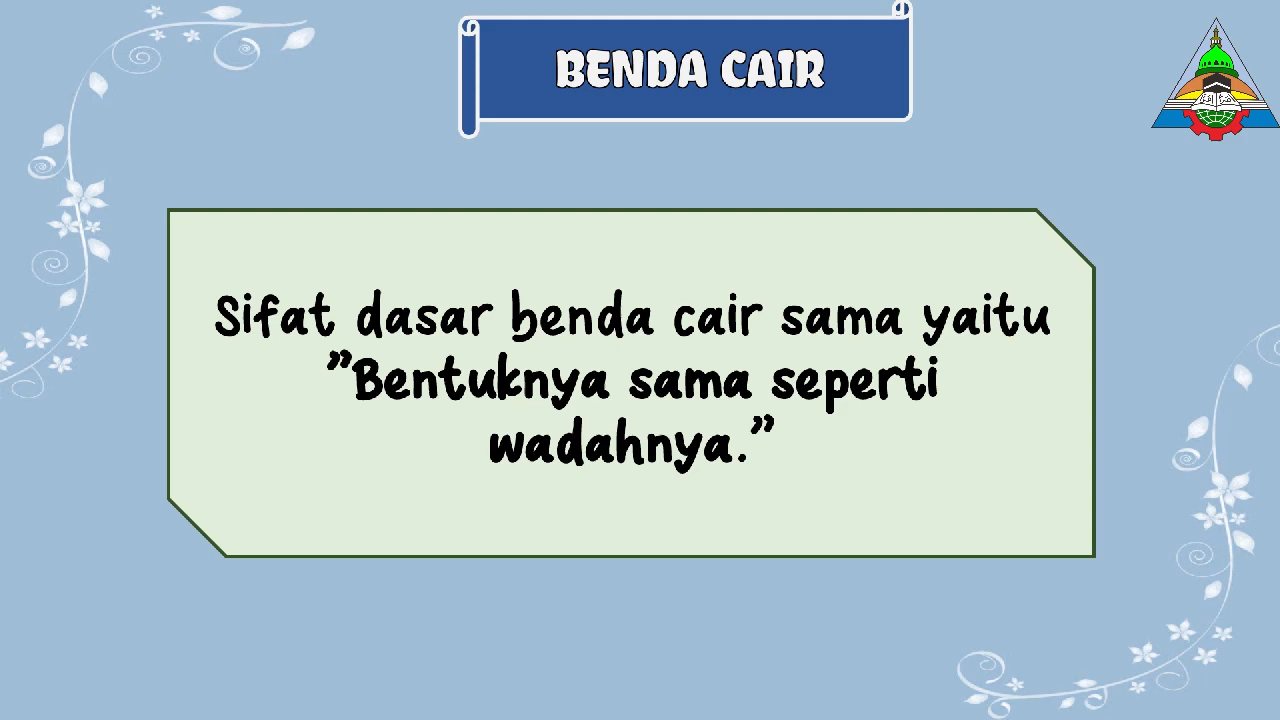 BENDA CAIR
Sifat dasar benda cair sama yaitu
”Bentuknya sama seperti
wadahnya.”